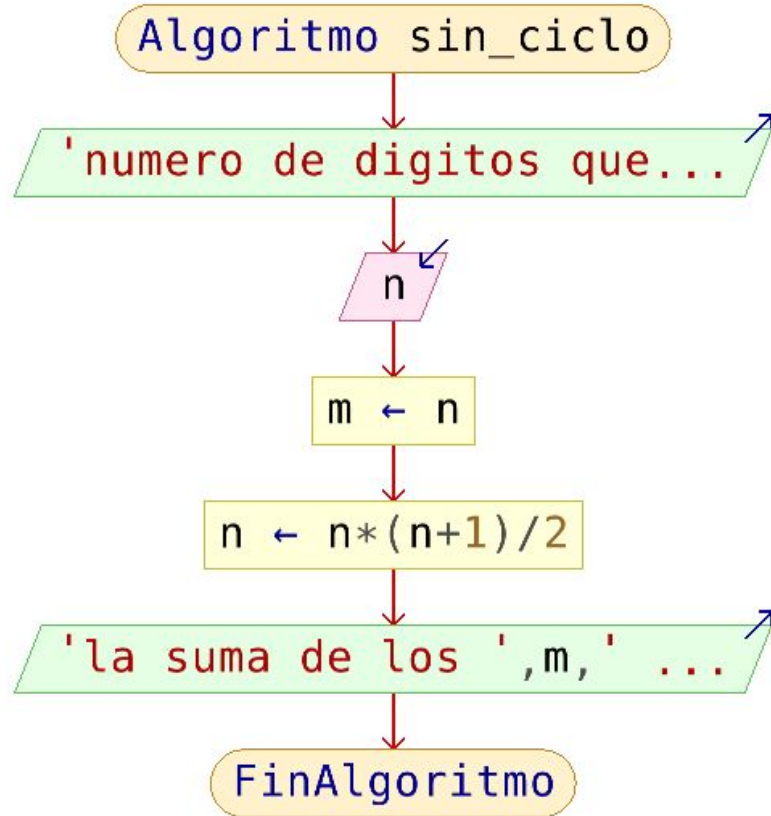 Algoritmo sin_ciclo
'numero de digitos que...
n
m ← n
n ← n*(n+1)/2
'la suma de los ',m,' ...
FinAlgoritmo